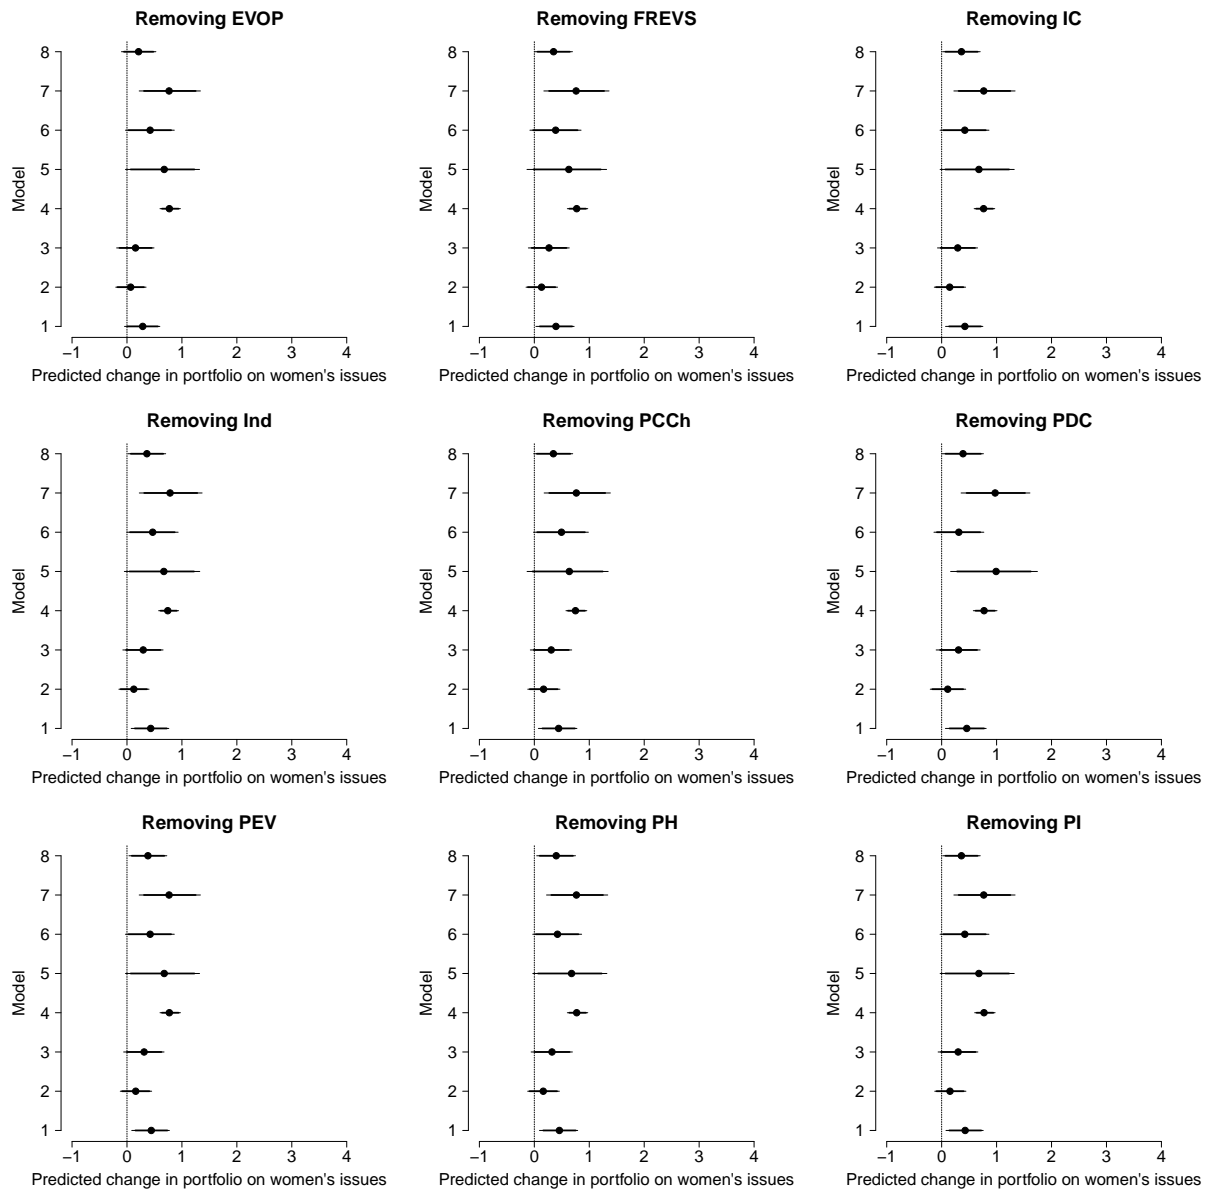 Removing EVOP
Removing FREVS
Removing IC
8
7
6
5
4
3
2
1
Model
−1 0 1 2 3 4
Predicted change in portfolio on women's issues
8
7
6
5
4
3
2
1
Model
−1 0 1 2 3 4
Predicted change in portfolio on women's issues
8
7
6
5
4
3
2
1
Model
−1 0 1 2 3 4
Predicted change in portfolio on women's issues
Removing Ind
Removing PCCh
Removing PDC
8
7
6
5
4
3
2
1
Model
−1 0 1 2 3 4
Predicted change in portfolio on women's issues
8
7
6
5
4
3
2
1
Model
−1 0 1 2 3 4
Predicted change in portfolio on women's issues
8
7
6
5
4
3
2
1
Model
−1 0 1 2 3 4
Predicted change in portfolio on women's issues
Removing PEV
Removing PH
Removing PI
8
7
6
5
4
3
2
1
Model
−1 0 1 2 3 4
Predicted change in portfolio on women's issues
8
7
6
5
4
3
2
1
Model
−1 0 1 2 3 4
Predicted change in portfolio on women's issues
8
7
6
5
4
3
2
1
Model
−1 0 1 2 3 4
Predicted change in portfolio on women's issues